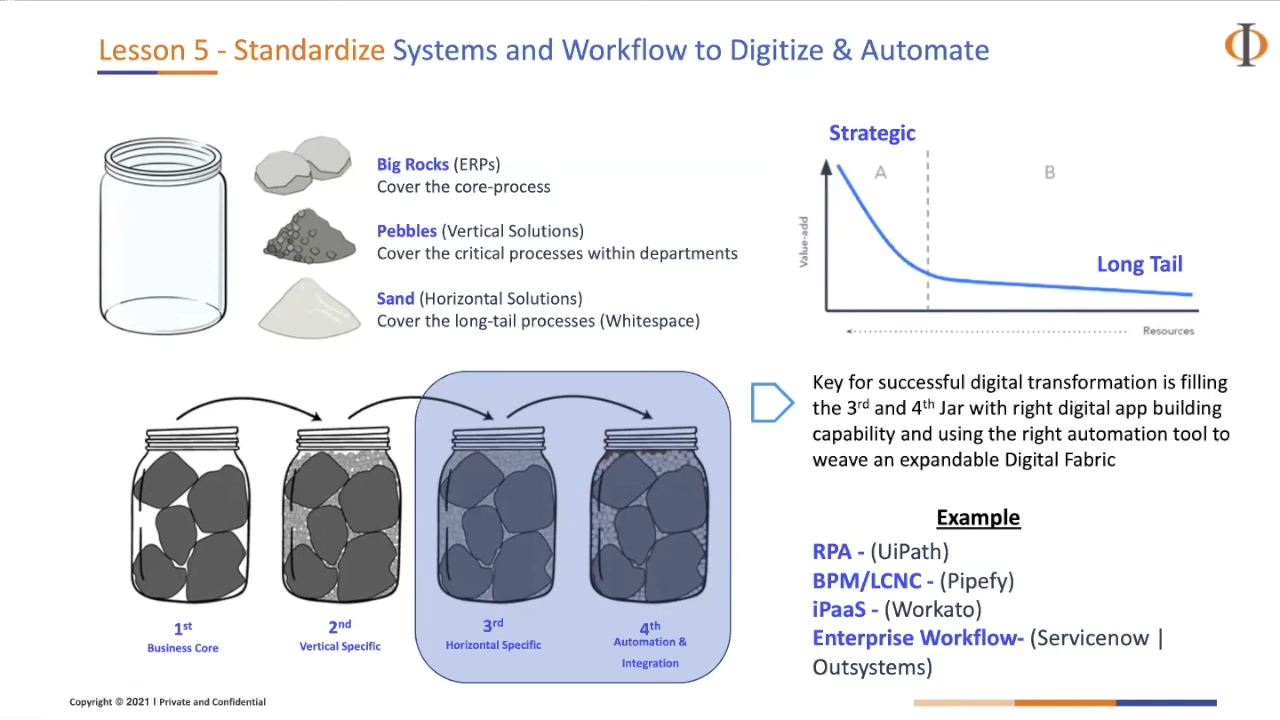 Lesson 5 - Standardize Systems and Workflow to Digitize & Automate
Big Rocks (ERPs)
Cover the core-process
Pebbles (Vertical Solutions)
Cover the critical processes within departments
Sand (Horizontal Solutions)
Cover the long-tail processes (Whitespace)
Strategic
A
B
Value-add
Long Tail
Resources
1st
Business Core
2nd
Vertical Specific
3rd
Horizontal Specific
4th
Automation &
Integration
Key for successful digital transformation is filling
the 3rd and 4th Jar with right digital app building
capability and using the right automation tool to
weave an expandable Digital Fabric
Example
RPA - (UiPath)
BPM/LCNC - (Pipefy)
iPaaS - (Workato)
Enterprise Workflow- (Servicenow |
Outsystems)
Copyright © 2021 | Private and Confidential